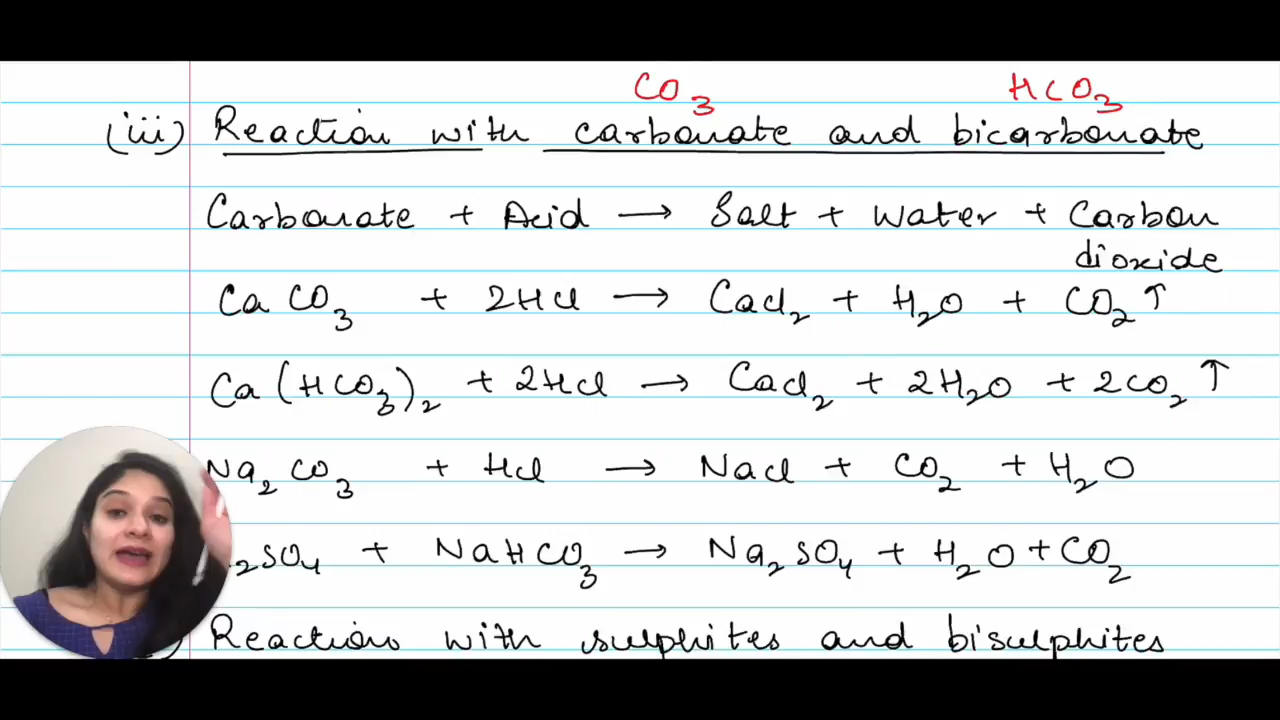 CO₃ HCO₃
(iii) Reaction with carbonate and bicarbonate
Carbonate + Acid → Salt + Water + Carbon
dioxide
CaCO₃ + 2HCl → CaCl₂ + H₂O + CO₂ ↑
Ca(HCO₃)₂ + 2HCl → CaCl₂ + 2H₂O + 2CO₂ ↑
Na₂CO₃ + HCl → NaCl + CO₂ + H₂O
₂SO₄ + NaHCO₃ → Na₂SO₄ + H₂O + CO₂
) Reaction with sulphites and bisulphites